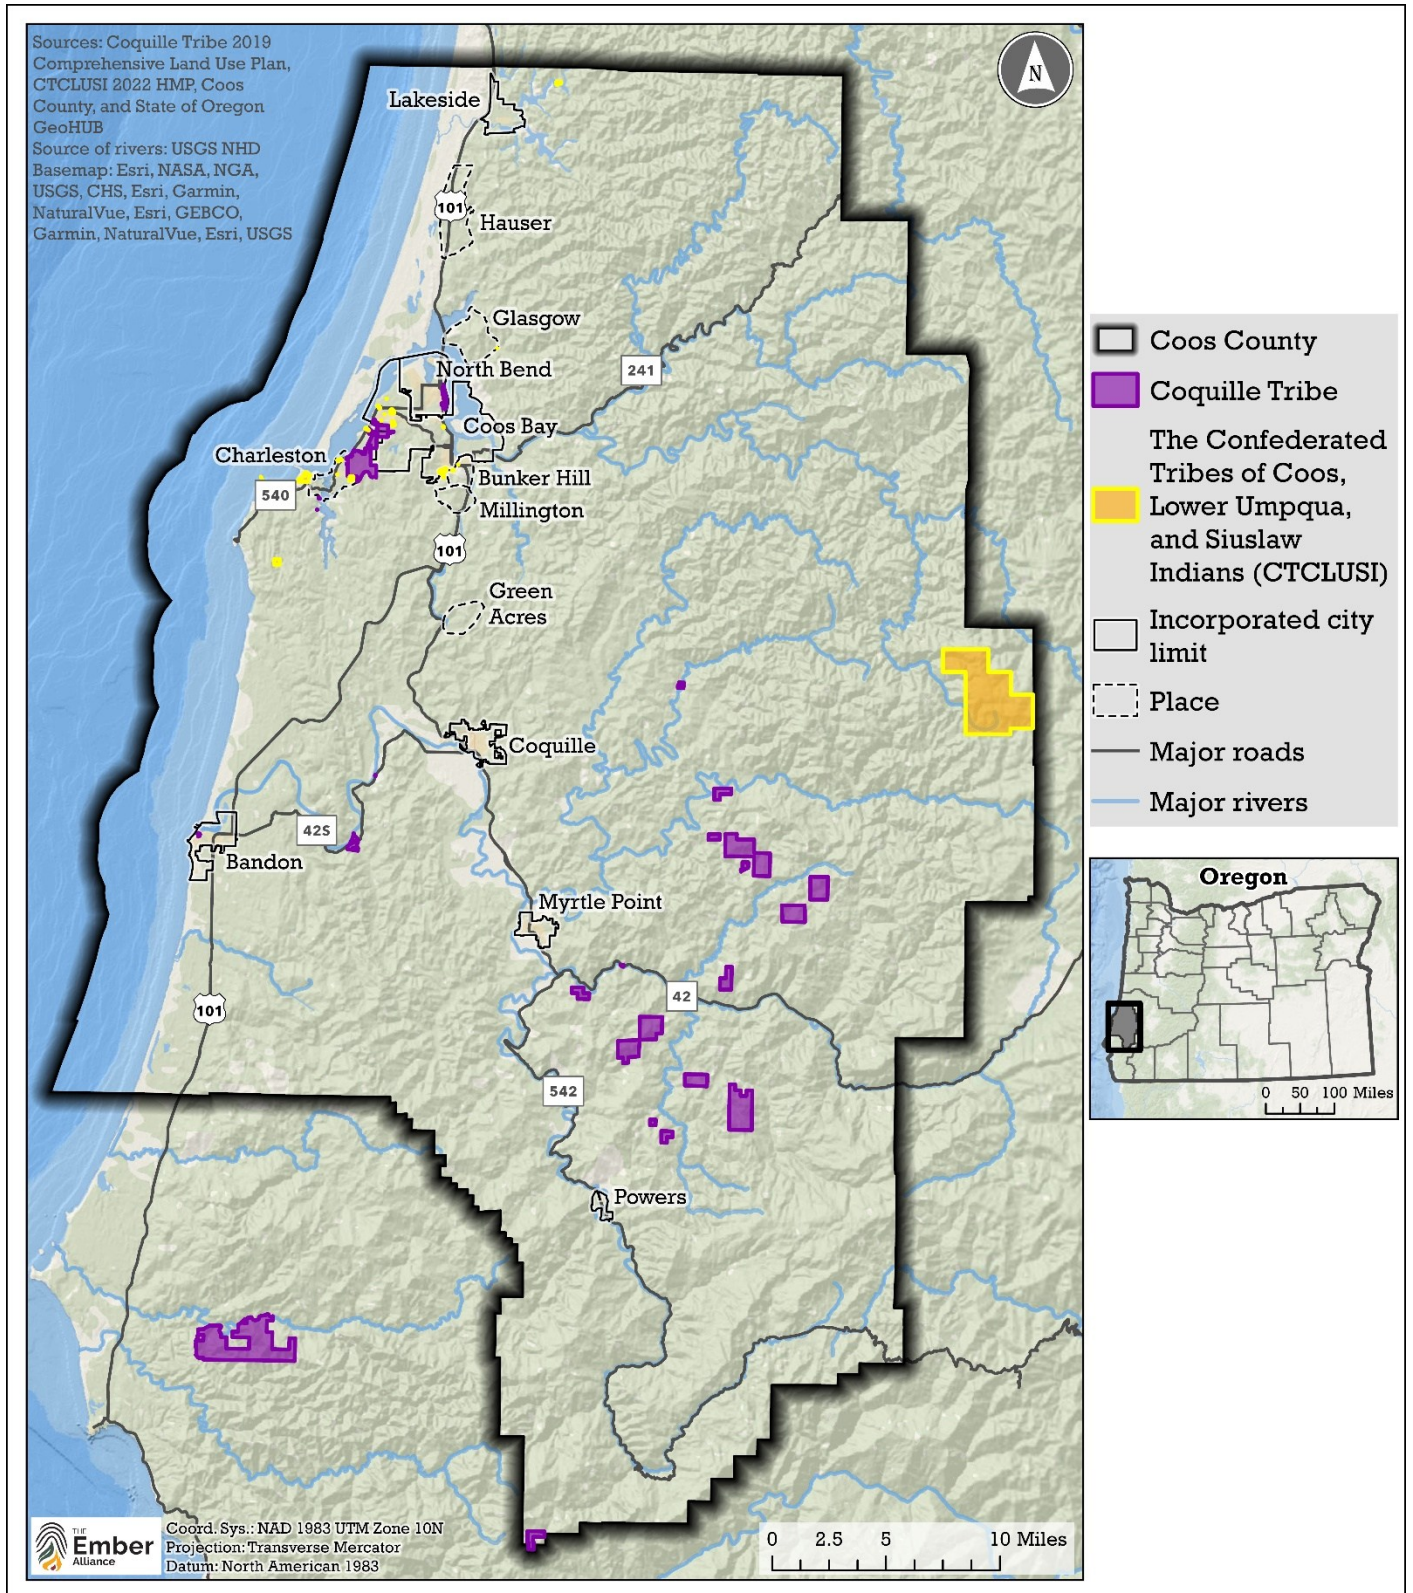 Sources: Coquille Tribe 2019
Comprehensive Land Use Plan,
CTCLUSI 2022 HMP, Coos
County, and State of Oregon
GeoHUB
Source of rivers: USGS NHD
Basemap: Esri, NASA, NGA,
USGS, CHS, Esri, Garmin,
NaturalVue, Esri, GEBCO,
Garmin, NaturalVue, Esri, USGS
N
Lakeside
101
Hauser
Glasgow
North Bend
241
Coos Bay
Charleston
Bunker Hill
540
Millington
101
Green
Acres
Coquille
42S
Bandon
Myrtle Point
42
101
542
Powers
THE
Ember
Alliance
Coord. Sys.: NAD 1983 UTM Zone 10N
Projection: Transverse Mercator
Datum: North American 1983
0 2.5 5 10 Miles
Coos County
Coquille Tribe
The Confederated
Tribes of Coos,
Lower Umpqua,
and Siuslaw
Indians (CTCLUSI)
Incorporated city
limit
Place
Major roads
Major rivers
Oregon
0 50 100 Miles